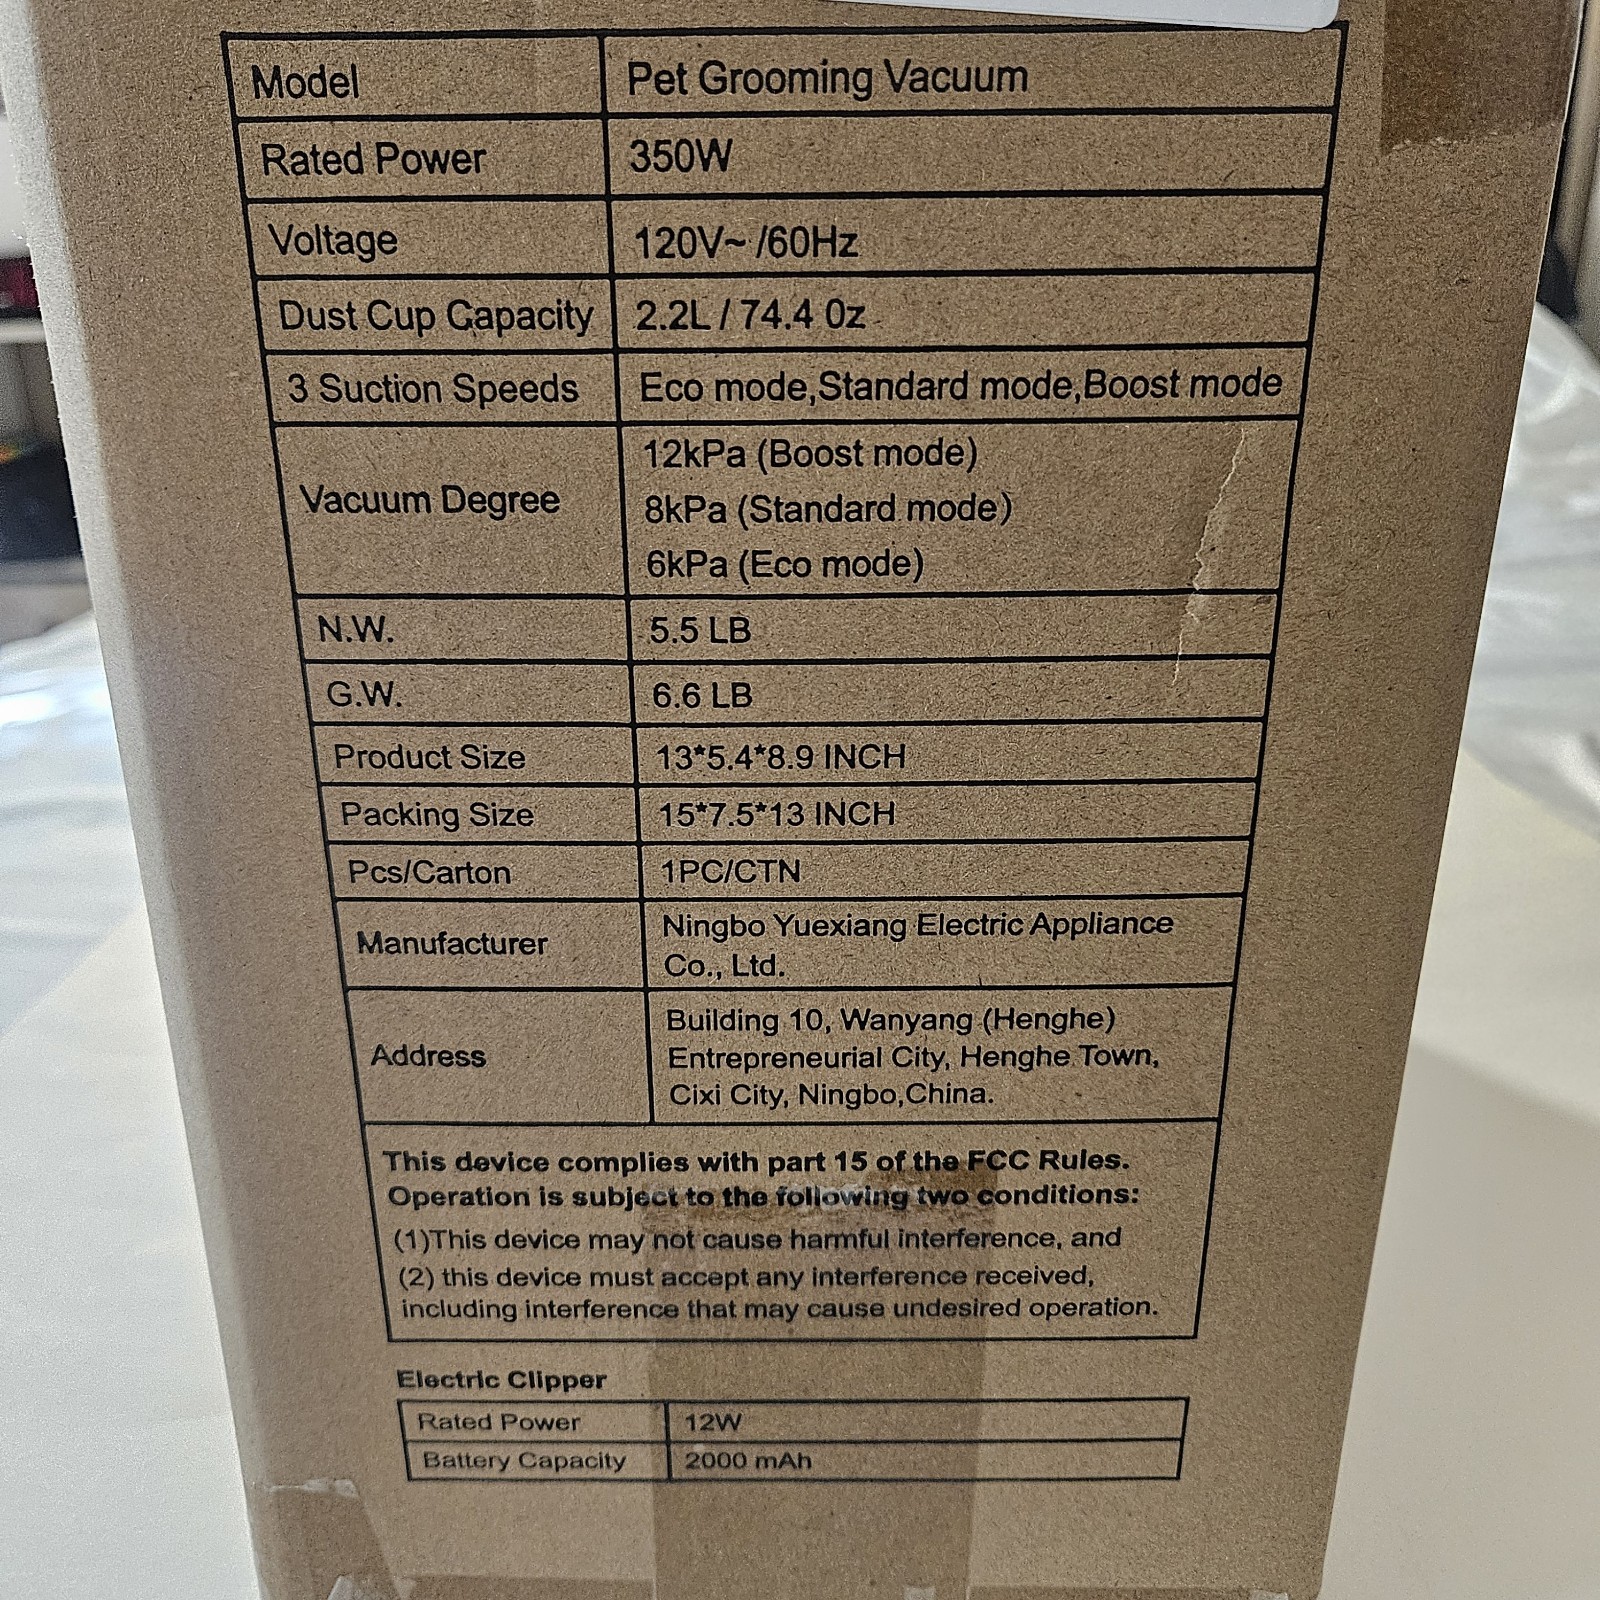 Model Pet Grooming Vacuum
Rated Power 350W
Voltage 120V~ /60Hz
Dust Cup Capacity 2.2L / 74.4 Oz
3 Suction Speeds Eco mode,Standard mode,Boost mode
Vacuum Degree
12kPa (Boost mode)
8kPa (Standard mode)
6kPa (Eco mode)
N.W. 5.5 LB
G.W. 6.6 LB
Product Size 13*5.4*8.9 INCH
Packing Size 15*7.5*13 INCH
Pcs/Carton 1PC/CTN
Manufacturer
Ningbo Yuexiang Electric Appliance
Co., Ltd.
Address
Building 10, Wanyang (Henghe)
Entrepreneurial City, Henghe Town,
Cixi City, Ningbo,China.
This device complies with part 15 of the FCC Rules.
Operation is subject to the following two conditions:
(1)This device may not cause harmful interference, and
(2) this device must accept any interference received,
including interference that may cause undesired operation.
Electric Clipper
Rated Power 12W
Battery Capacity 2000 mAh